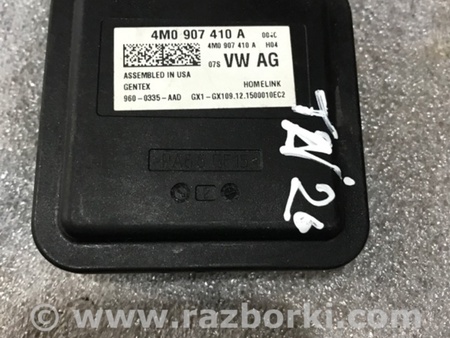 4M0 907 410 A 004C
4M0 907 410 A H04
07S VW AG
ASSEMBLED IN USA
GENTEX HOMELINK
960-0335-AAD GX1-GX109.12.1500010EC2
www.razborki.com